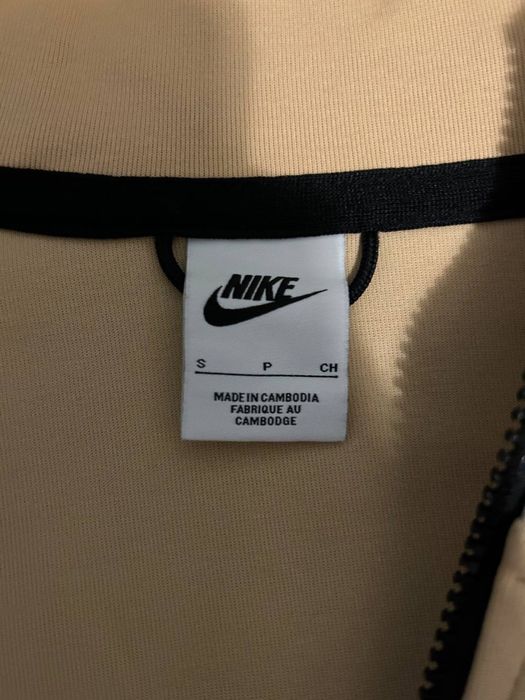 NIKE
S P CH
MADE IN CAMBODIA
FABRIQUE AU
CAMBODGE